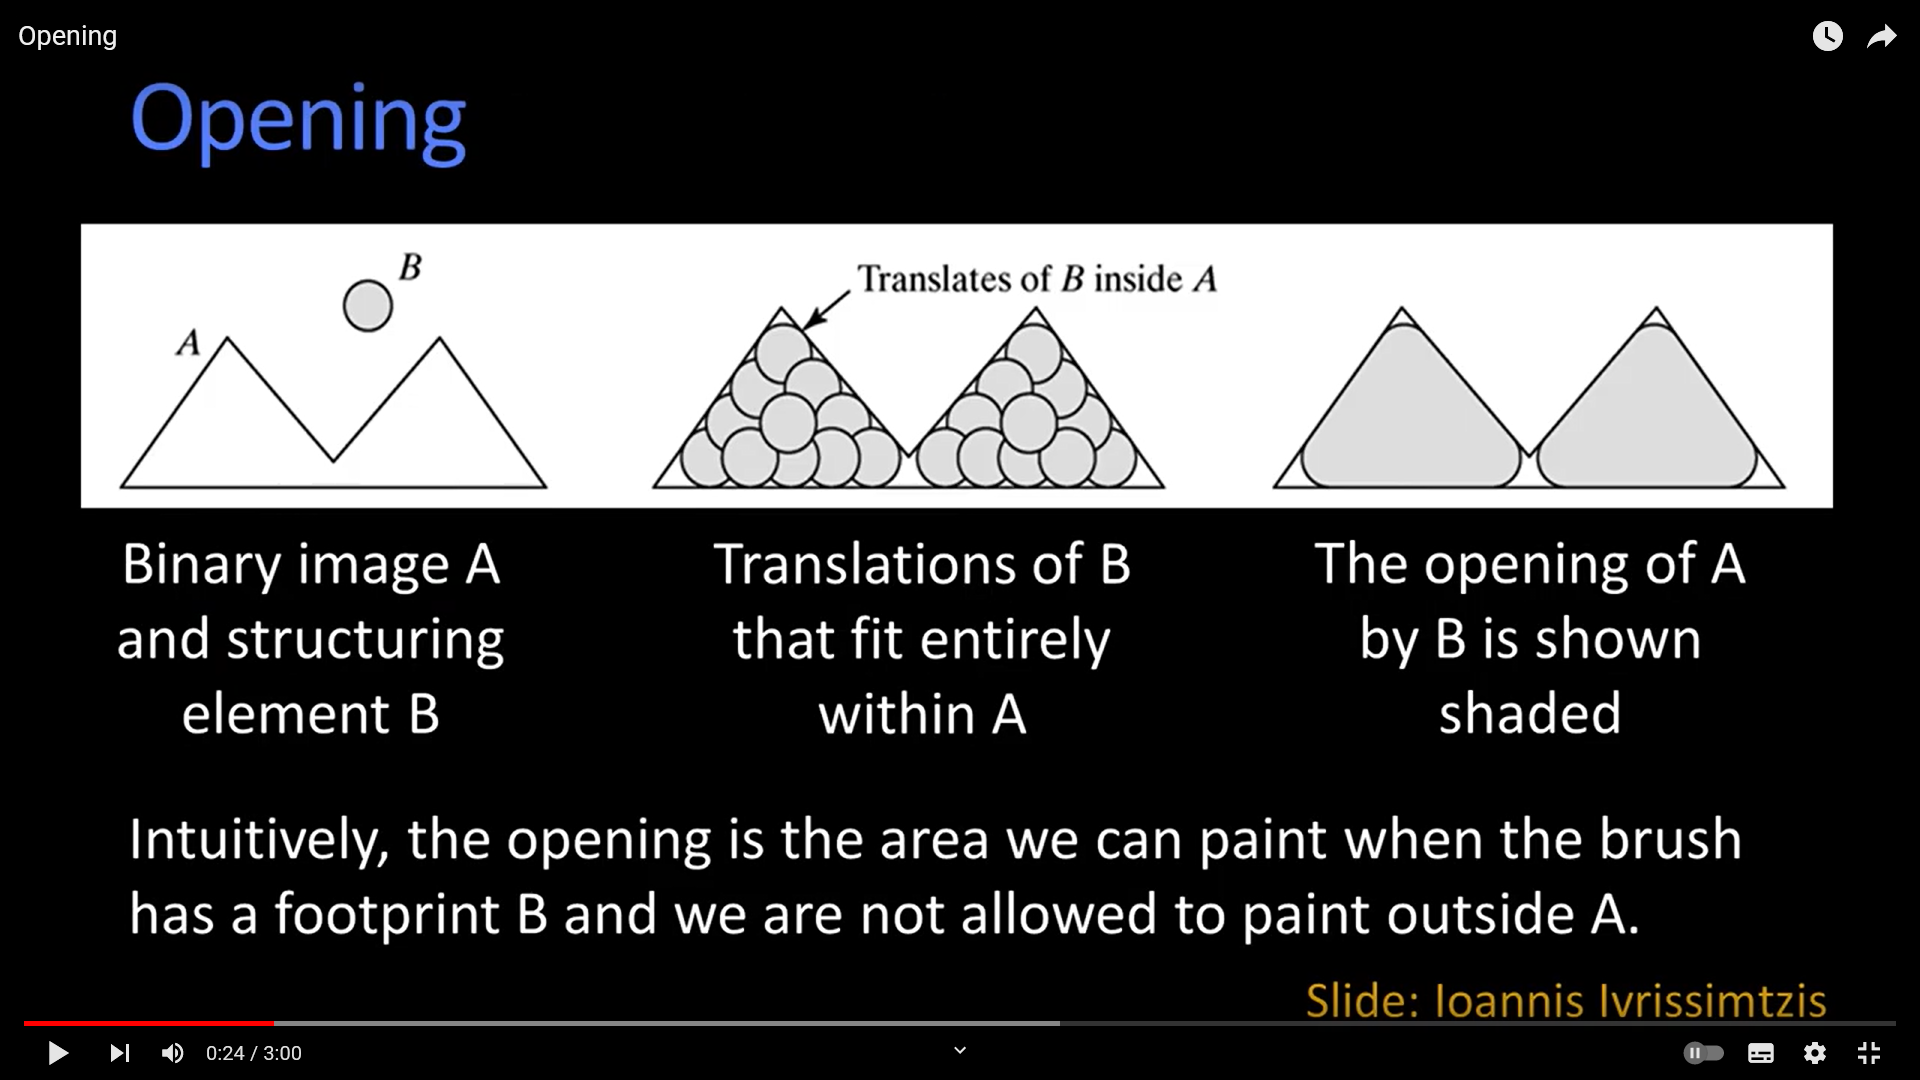 Opening
Opening
B
A
Translates of B inside A
Binary image A
and structuring
element B
Translations of B
that fit entirely
within A
The opening of A
by B is shown
shaded
Intuitively, the opening is the area we can paint when the brush
has a footprint B and we are not allowed to paint outside A.
Slide: Ioannis Ivrissimtzis
0:24 / 3:00